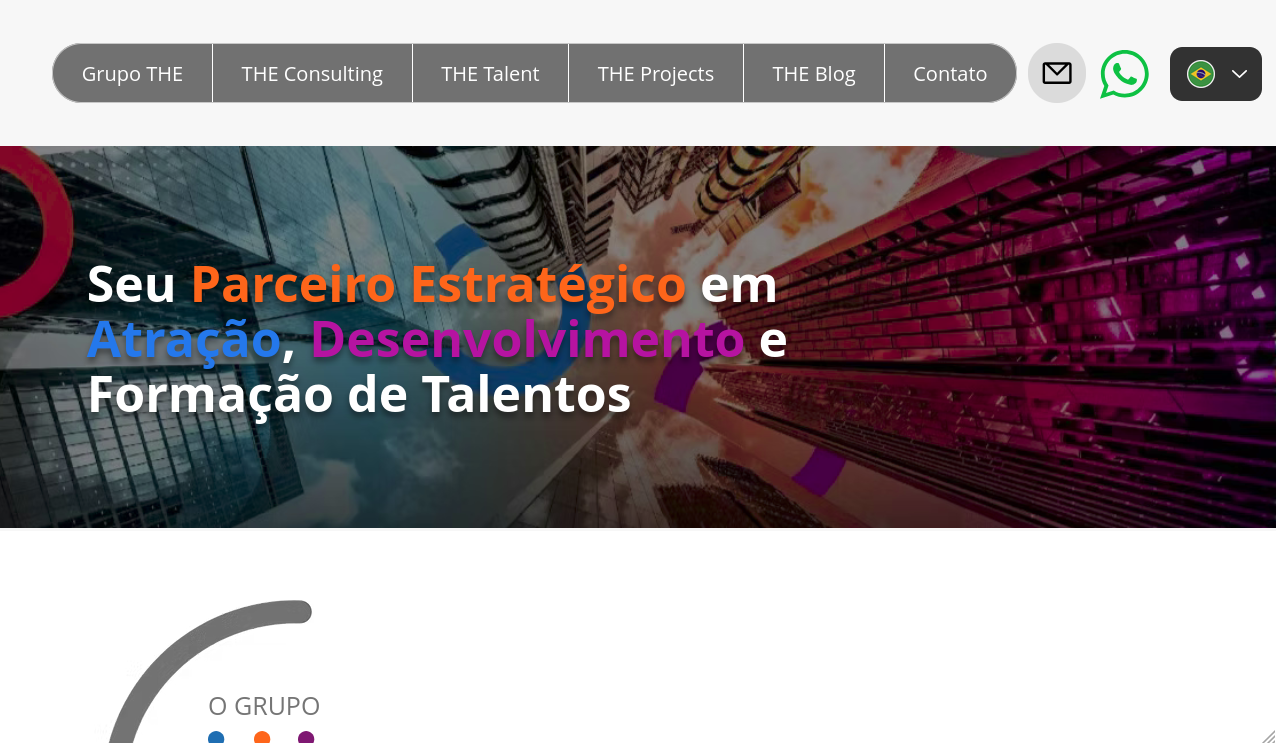 Grupo THE
THE Consulting
THE Talent
THE Projects
THE Blog
Contato
Seu Parceiro Estratégico em
Atração, Desenvolvimento e
Formação de Talentos
O GRUPO